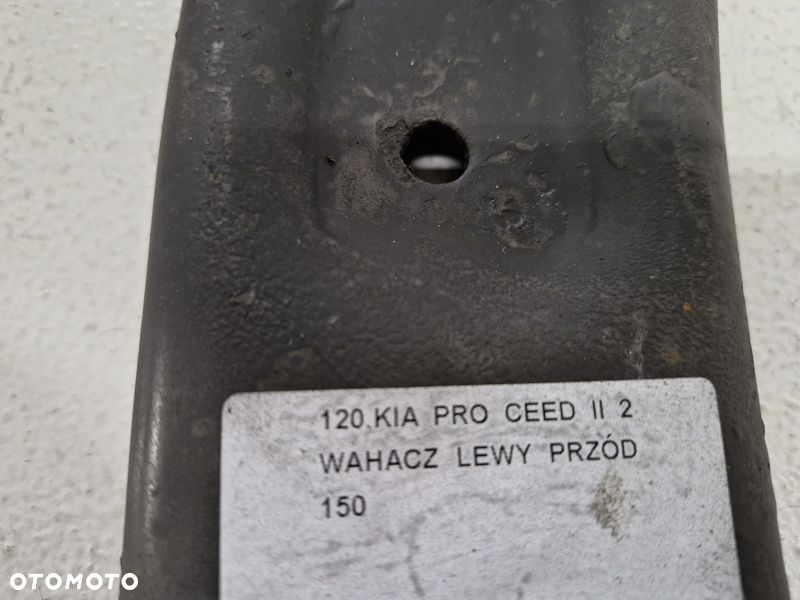 120.KIA PRO CEED II 2
WAHACZ LEWY PRZÓD
150
OTOMOTO